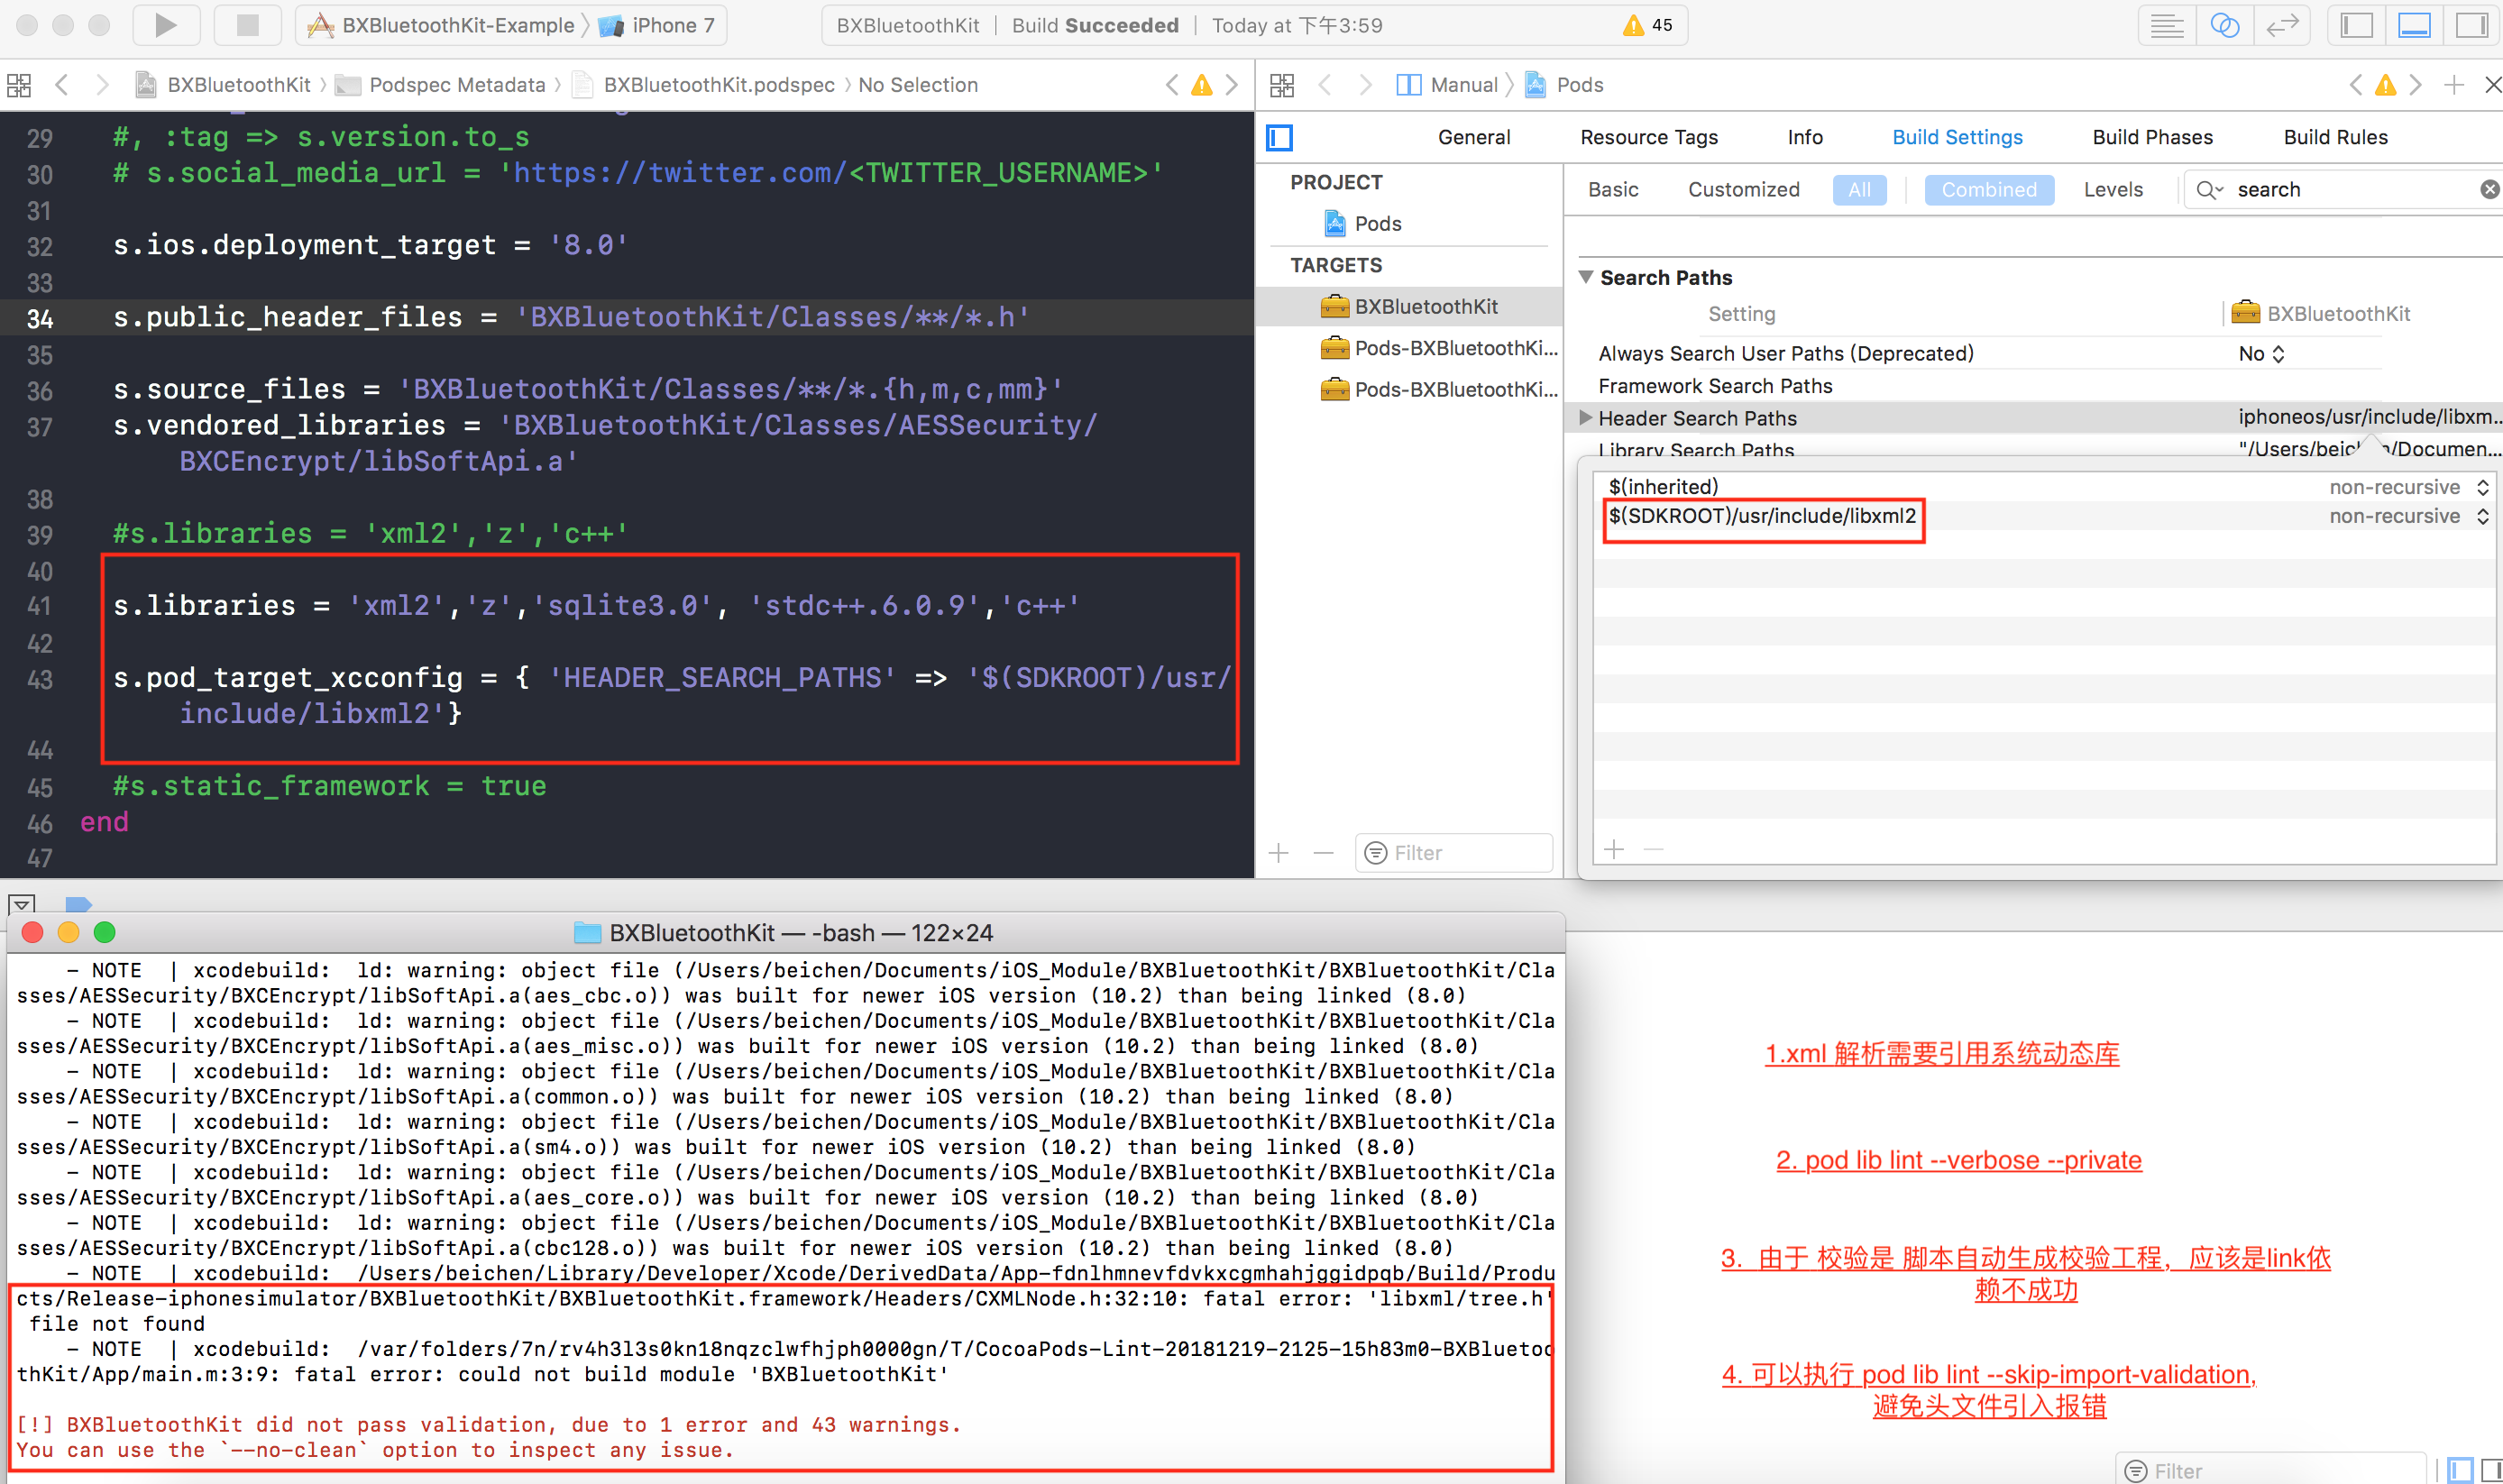 BXBluetoothKit-Example iPhone 7
BXBluetoothKit | Build Succeeded | Today at 下午3:59
45
BXBluetoothKit Podspec Metadata BXBluetoothKit.podspec No Selection
Manual Pods
29 #, :tag => s.version.to_s
30 # s.social_media_url = 'https://twitter.com/<TWITTER_USERNAME>'
31
32 s.ios.deployment_target = '8.0'
33
34 s.public_header_files = 'BXBluetoothKit/Classes/**/*.h'
35
36 s.source_files = 'BXBluetoothKit/Classes/**/*.{h,m,c,mm}'
37 s.vendored_libraries = 'BXBluetoothKit/Classes/AESSecurity/
BXCEncrypt/libSoftApi.a'
38
39 #s.libraries = 'xml2','z','c++'
40
41 s.libraries = 'xml2','z','sqlite3.0', 'stdc++.6.0.9','c++'
42
43 s.pod_target_xcconfig = { 'HEADER_SEARCH_PATHS' => '$(SDKROOT)/usr/
include/libxml2'}
44
45 #s.static_framework = true
46 end
47
General Resource Tags Info Build Settings Build Phases Build Rules
PROJECT
Pods
TARGETS
BXBluetoothKit
Pods-BXBluetoothKi...
Pods-BXBluetoothKi...
Filter
Basic Customized All Combined Levels search
Search Paths
Setting BXBluetoothKit
Always Search User Paths (Deprecated) No
Framework Search Paths
Header Search Paths iphoneos/usr/include/libxm...
Library Search Paths "/Users/beichen/Documen...
$(inherited) non-recursive
$(SDKROOT)/usr/include/libxml2 non-recursive
BXBluetoothKit — -bash — 122×24
- NOTE | xcodebuild: ld: warning: object file (/Users/beichen/Documents/iOS_Module/BXBluetoothKit/BXBluetoothKit/Cla
sses/AESSecurity/BXCEncrypt/libSoftApi.a(aes_cbc.o)) was built for newer iOS version (10.2) than being linked (8.0)
- NOTE | xcodebuild: ld: warning: object file (/Users/beichen/Documents/iOS_Module/BXBluetoothKit/BXBluetoothKit/Cla
sses/AESSecurity/BXCEncrypt/libSoftApi.a(aes_misc.o)) was built for newer iOS version (10.2) than being linked (8.0)
- NOTE | xcodebuild: ld: warning: object file (/Users/beichen/Documents/iOS_Module/BXBluetoothKit/BXBluetoothKit/Cla
sses/AESSecurity/BXCEncrypt/libSoftApi.a(common.o)) was built for newer iOS version (10.2) than being linked (8.0)
- NOTE | xcodebuild: ld: warning: object file (/Users/beichen/Documents/iOS_Module/BXBluetoothKit/BXBluetoothKit/Cla
sses/AESSecurity/BXCEncrypt/libSoftApi.a(sm4.o)) was built for newer iOS version (10.2) than being linked (8.0)
- NOTE | xcodebuild: ld: warning: object file (/Users/beichen/Documents/iOS_Module/BXBluetoothKit/BXBluetoothKit/Cla
sses/AESSecurity/BXCEncrypt/libSoftApi.a(aes_core.o)) was built for newer iOS version (10.2) than being linked (8.0)
- NOTE | xcodebuild: ld: warning: object file (/Users/beichen/Documents/iOS_Module/BXBluetoothKit/BXBluetoothKit/Cla
sses/AESSecurity/BXCEncrypt/libSoftApi.a(cbc128.o)) was built for newer iOS version (10.2) than being linked (8.0)
- NOTE | xcodebuild: /Users/beichen/Library/Developer/Xcode/DerivedData/App-fdnlhmnevfdvkxcgmhahjggidpqb/Build/Produ
cts/Release-iphonesimulator/BXBluetoothKit/BXBluetoothKit.framework/Headers/CXMLNode.h:32:10: fatal error: 'libxml/tree.h'
file not found
- NOTE | xcodebuild: /var/folders/7n/rv4h3l3s0kn18nqzclwfhjph0000gn/T/CocoaPods-Lint-20181219-2125-15h83m0-BXBluetoo
thKit/App/main.m:3:9: fatal error: could not build module 'BXBluetoothKit'
[!] BXBluetoothKit did not pass validation, due to 1 error and 43 warnings.
You can use the `--no-clean` option to inspect any issue.
1.xml 解析需要引用系统动态库
2. pod lib lint --verbose --private
3. 由于 校验是 脚本自动生成校验工程，应该是link依
赖不成功
4. 可以执行 pod lib lint --skip-import-validation,
避免头文件引入报错
Filter